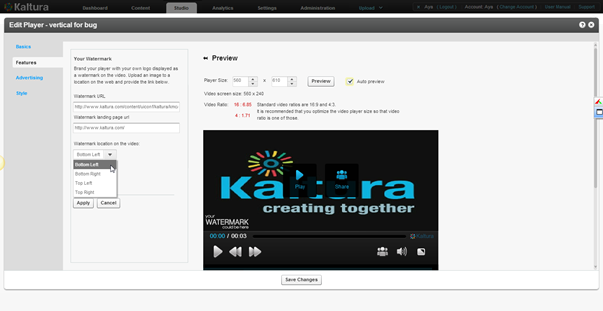 Kaltura Dashboard Content Studio Analytics Settings Administration Upload Aya ( Logout ) Account: Aya ( Change Account ) User Manual Support
Edit Player - vertical for bug
Basics
Features
Advertising
Style
Your Watermark
Brand your player with your own logo displayed as a watermark on the video. Upload an image to a location on the web and provide the link below.
Watermark URL
http://www.kaltura.com/content/uiconf/kaltura/kmc
Watermark landing page url
http://www.kaltura.com/
Watermark location on the video:
Bottom Left
Bottom Left
Bottom Right
Top Left
Top Right
Apply Cancel
Preview
Player Size: x Preview Auto preview
Video screen size: 560 x 240
Video Ratio: 16 : 6.85 Standard video ratios are 16:9 and 4:3.
4 : 1.71 It is recommended that you optimize the video player size so that video ratio is one of those.
Play
Share
Kaltura
creating together
your
WATERMARK
could be here
00:00 / 00:03
Kaltura
Save Changes